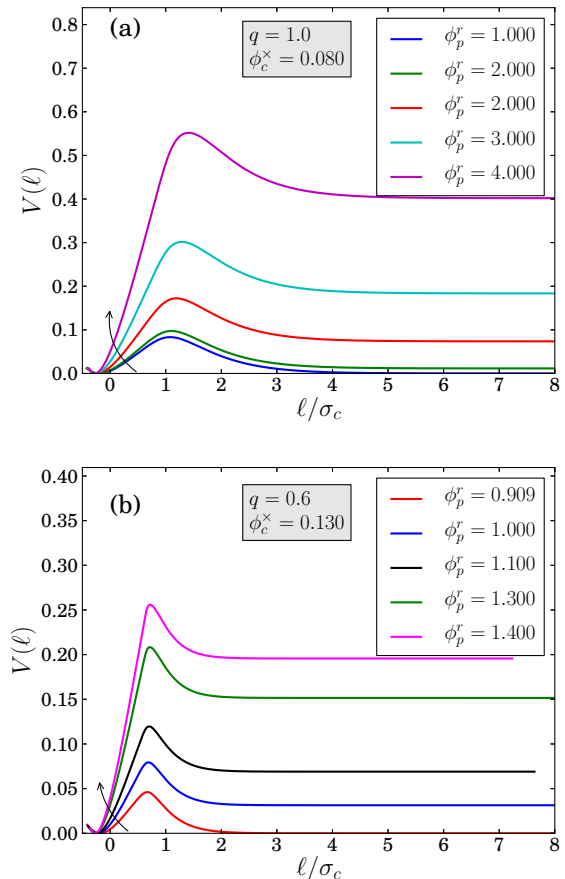 (a)
q = 1.0
ϕ_c^× = 0.080
ϕ_p^r = 1.000
ϕ_p^r = 2.000
ϕ_p^r = 2.000
ϕ_p^r = 3.000
ϕ_p^r = 4.000
V(ℓ)
0.8
0.7
0.6
0.5
0.4
0.3
0.2
0.1
0.0
0 1 2 3 4 5 6 7 8
ℓ/σ_c
(b)
q = 0.6
ϕ_c^× = 0.130
ϕ_p^r = 0.909
ϕ_p^r = 1.000
ϕ_p^r = 1.100
ϕ_p^r = 1.300
ϕ_p^r = 1.400
V(ℓ)
0.40
0.35
0.30
0.25
0.20
0.15
0.10
0.05
0.00
0 1 2 3 4 5 6 7 8
ℓ/σ_c